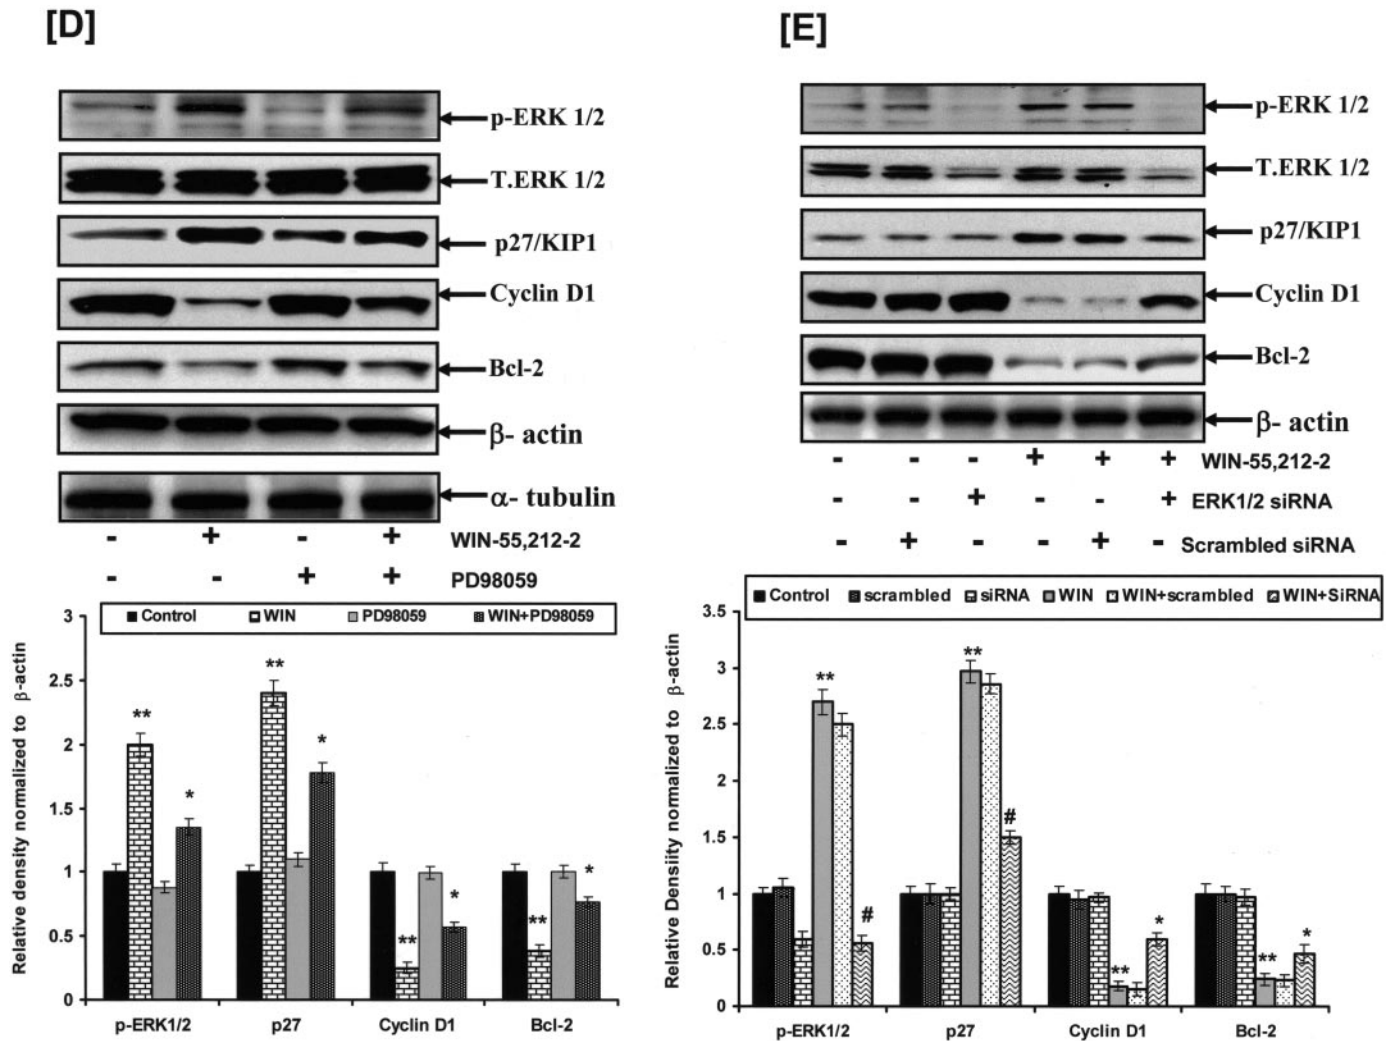 [D]
p-ERK 1/2
T.ERK 1/2
p27/KIP1
Cyclin D1
Bcl-2
β- actin
α- tubulin
- + - + WIN-55,212-2
- - + + PD98059
Control WIN PD98059 WIN+PD98059
Relative density normalized to β-actin
3
2.5
2
1.5
1
0.5
0
** * ** * ** * ** *
p-ERK1/2 p27 Cyclin D1 Bcl-2
[E]
p-ERK 1/2
T.ERK 1/2
p27/KIP1
Cyclin D1
Bcl-2
β- actin
- - - + + + WIN-55,212-2
- - + - - + ERK1/2 siRNA
- + - - + - Scrambled siRNA
Control scrambled siRNA WIN WIN+scrambled WIN+SiRNA
Relative Densiity normalized to β-actin
3.5
3
2.5
2
1.5
1
0.5
0
** # ** # ** * ** *
p-ERK1/2 p27 Cyclin D1 Bcl-2